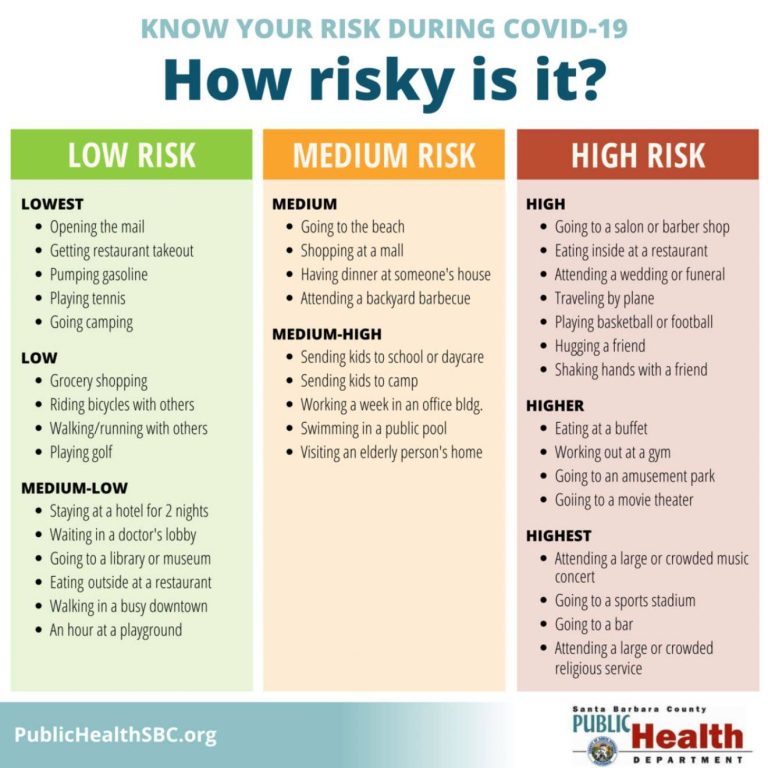 KNOW YOUR RISK DURING COVID-19
How risky is it?
LOW RISK
LOWEST
• Opening the mail
• Getting restaurant takeout
• Pumping gasoline
• Playing tennis
• Going camping
LOW
• Grocery shopping
• Riding bicycles with others
• Walking/running with others
• Playing golf
MEDIUM-LOW
• Staying at a hotel for 2 nights
• Waiting in a doctor's lobby
• Going to a library or museum
• Eating outside at a restaurant
• Walking in a busy downtown
• An hour at a playground
MEDIUM RISK
MEDIUM
• Going to the beach
• Shopping at a mall
• Having dinner at someone's house
• Attending a backyard barbecue
MEDIUM-HIGH
• Sending kids to school or daycare
• Sending kids to camp
• Working a week in an office bldg.
• Swimming in a public pool
• Visiting an elderly person's home
HIGH RISK
HIGH
• Going to a salon or barber shop
• Eating inside at a restaurant
• Attending a wedding or funeral
• Traveling by plane
• Playing basketball or football
• Hugging a friend
• Shaking hands with a friend
HIGHER
• Eating at a buffet
• Working out at a gym
• Going to an amusement park
• Goiing to a movie theater
HIGHEST
• Attending a large or crowded music
concert
• Going to a sports stadium
• Going to a bar
• Attending a large or crowded
religious service
PublicHealthSBC.org
Santa Barbara County
PUBLIC Health
DEPARTMENT